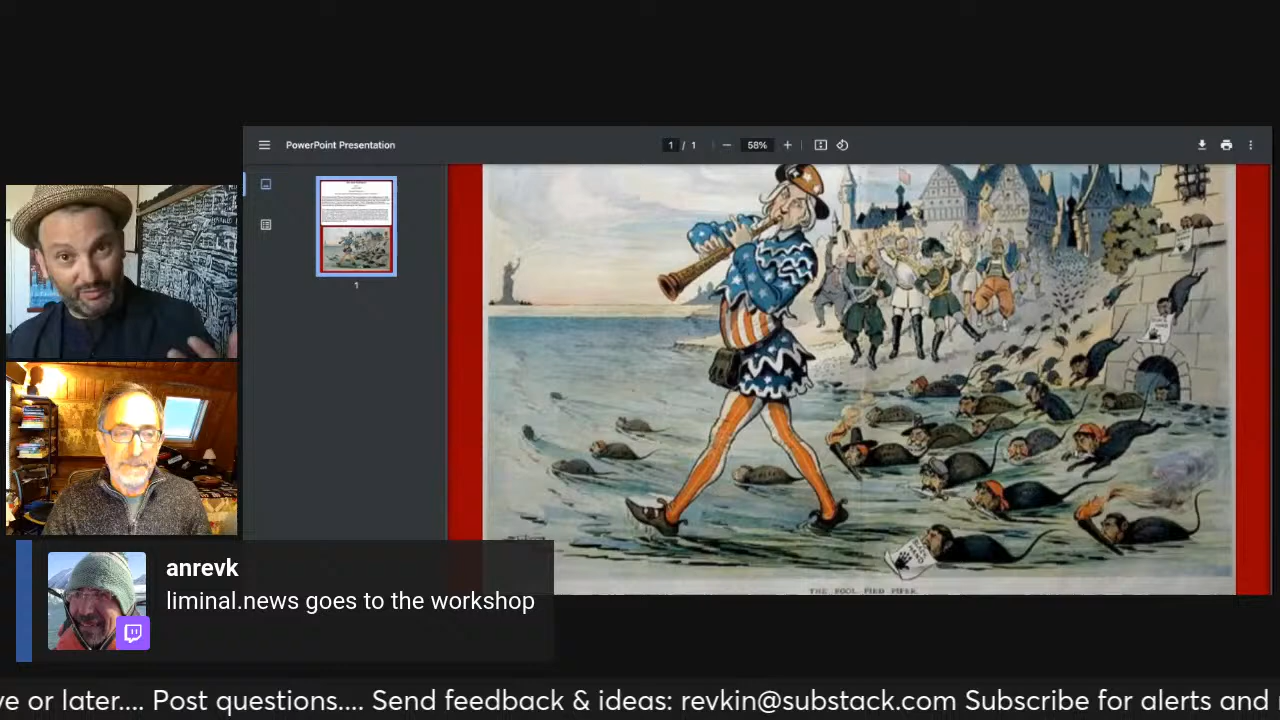 PowerPoint Presentation
1 / 1
58%
1
THE FOOL PIED PIPER
anrevk
liminal.news goes to the workshop
ve or later.... Post questions.... Send feedback & ideas: revkin@substack.com Subscribe for alerts and